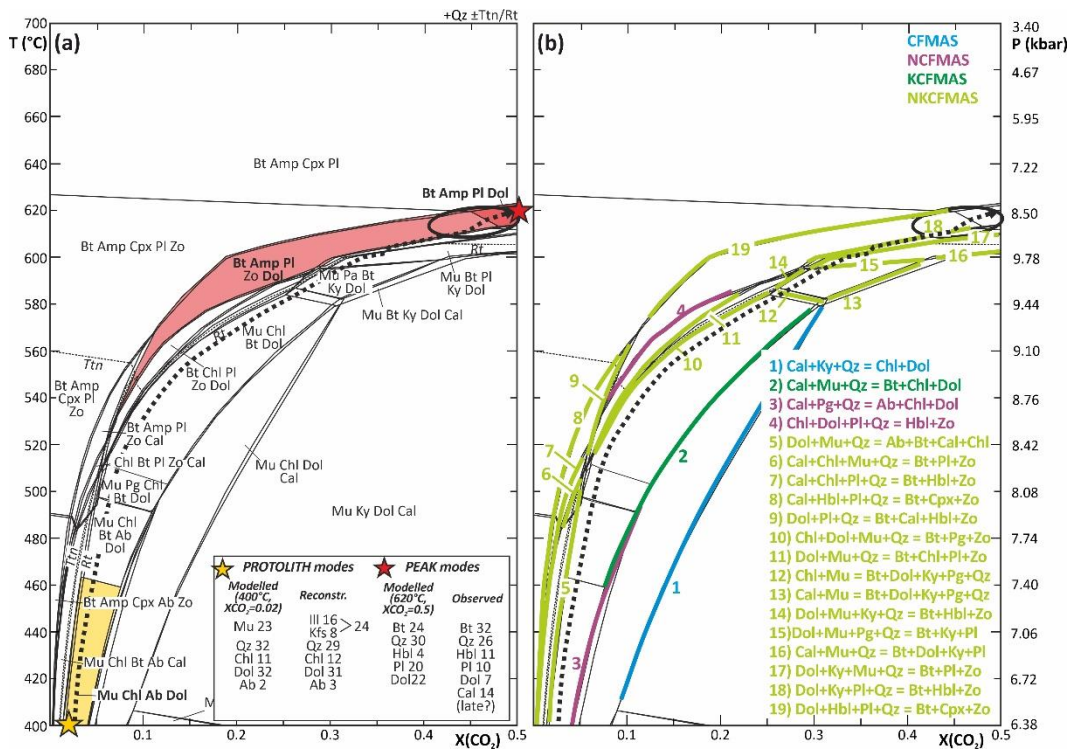 +Qz ±Ttn/Rt
T (°C)
(a)
700
680
660
640
620
600
580
560
540
520
500
480
460
440
420
400
0.1
0.2
0.3
0.4
0.5
X(CO2)
Bt Amp Cpx Pl
Bt Amp Pl Dol
Bt Amp Cpx Pl Zo
Bt Amp Pl
Zo Dol
Rt
Mu Pa Bt
Ky Dol
Mu Bt Pl
Ky Dol
Mu Bt Ky Dol Cal
Rt
Mu Chl
Bt Dol
Ttn
Bt Chl Pl
Zo Dol
Bt Amp
Cpx Pl
Zo
Bt Amp Pl
Zo Cal
Chl Bt Pl Zo Cal
Mu Chl Dol
Cal
Mu Pg Chl
Bt Dol
Mu Ky Dol Cal
Mu Chl
Bt Ab
Dol
Ttn
Rt
Bt Amp Cpx Ab Zo
Mu Chl Bt Ab Cal
Mu Chl Ab Dol
M
PROTOLITH modes
PEAK modes
Modelled
(400°C,
XCO2=0.02)
Reconstr.
Modelled
(620°C,
XCO2=0.5)
Observed
Mu 23
Ill 16
Kfs 8
>24
Bt 24
Bt 32
Qz 32
Qz 29
Qz 30
Qz 26
Chl 11
Chl 12
Hbl 4
Hbl 11
Dol 32
Dol 31
Pl 20
Pl 10
Ab 2
Ab 3
Dol22
Dol 7
Cal 14
(late?)
(b)
P (kbar)
CFMAS
NCFMAS
KCFMAS
NKCFMAS
3.40
4.67
5.95
7.22
8.50
9.78
9.44
9.10
8.76
8.42
8.08
7.74
7.40
7.06
6.72
6.38
0.1
0.2
0.3
0.4
0.5
X(CO2)
18
17
19
16
15
14
13
12
11
10
4
9
8
7
6
5
2
1
3
1) Cal+Ky+Qz = Chl+Dol
2) Cal+Mu+Qz = Bt+Chl+Dol
3) Cal+Pg+Qz = Ab+Chl+Dol
4) Chl+Dol+Pl+Qz = Hbl+Zo
5) Dol+Mu+Qz = Ab+Bt+Cal+Chl
6) Cal+Chl+Mu+Qz = Bt+Pl+Zo
7) Cal+Chl+Pl+Qz = Bt+Hbl+Zo
8) Cal+Hbl+Pl+Qz = Bt+Cpx+Zo
9) Dol+Pl+Qz = Bt+Cal+Hbl+Zo
10) Chl+Dol+Mu+Qz = Bt+Pg+Zo
11) Dol+Mu+Qz = Bt+Chl+Pl+Zo
12) Chl+Mu = Bt+Dol+Ky+Pg+Qz
13) Cal+Mu = Bt+Dol+Ky+Pg+Qz
14) Dol+Mu+Ky+Qz = Bt+Hbl+Zo
15)Dol+Mu+Pg+Qz = Bt+Ky+Pl
16) Cal+Mu+Qz = Bt+Dol+Ky+Pl
17) Dol+Ky+Mu+Qz = Bt+Pl+Zo
18) Dol+Ky+Pl+Qz = Bt+Hbl+Zo
19) Dol+Hbl+Pl+Qz = Bt+Cpx+Zo